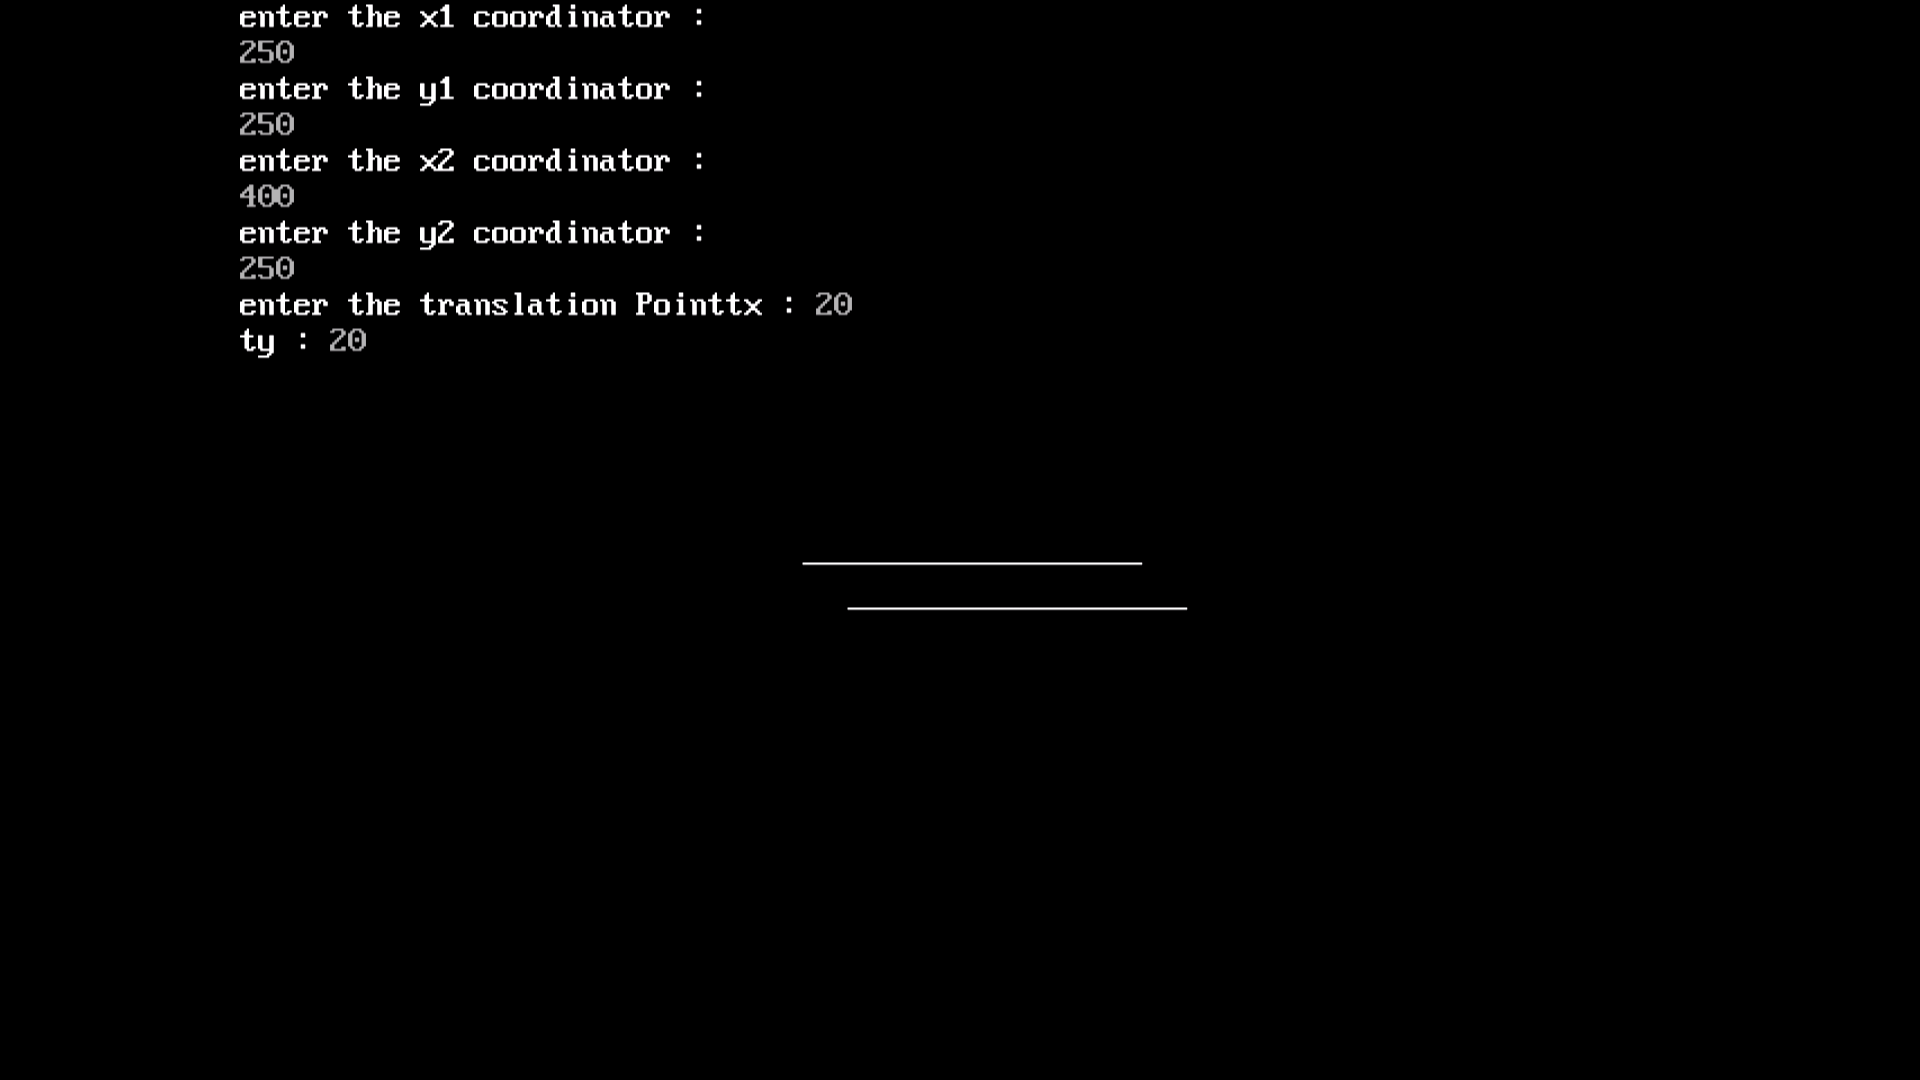 enter the x1 coordinator :
250
enter the y1 coordinator :
250
enter the x2 coordinator :
400
enter the y2 coordinator :
250
enter the translation Pointtx : 20
ty : 20